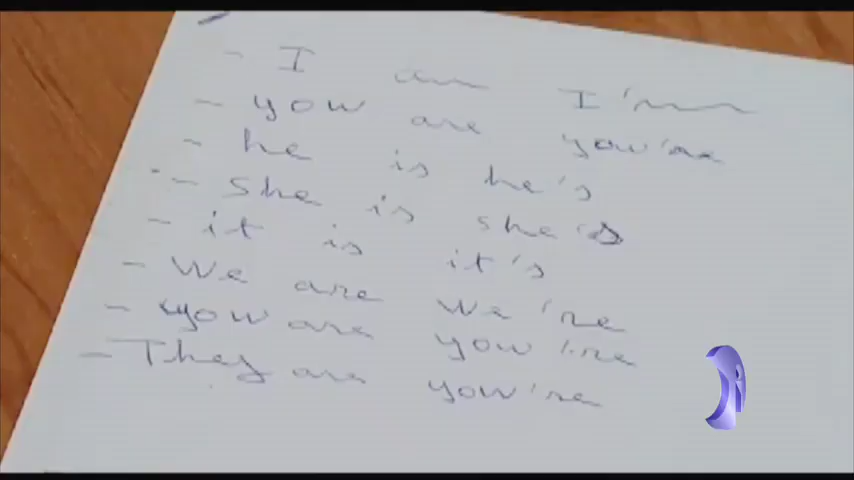 - I am I'm
- you are you're
- he is he's
- she is she's
- it is it's
- We are we're
- you are you're
- They are you're